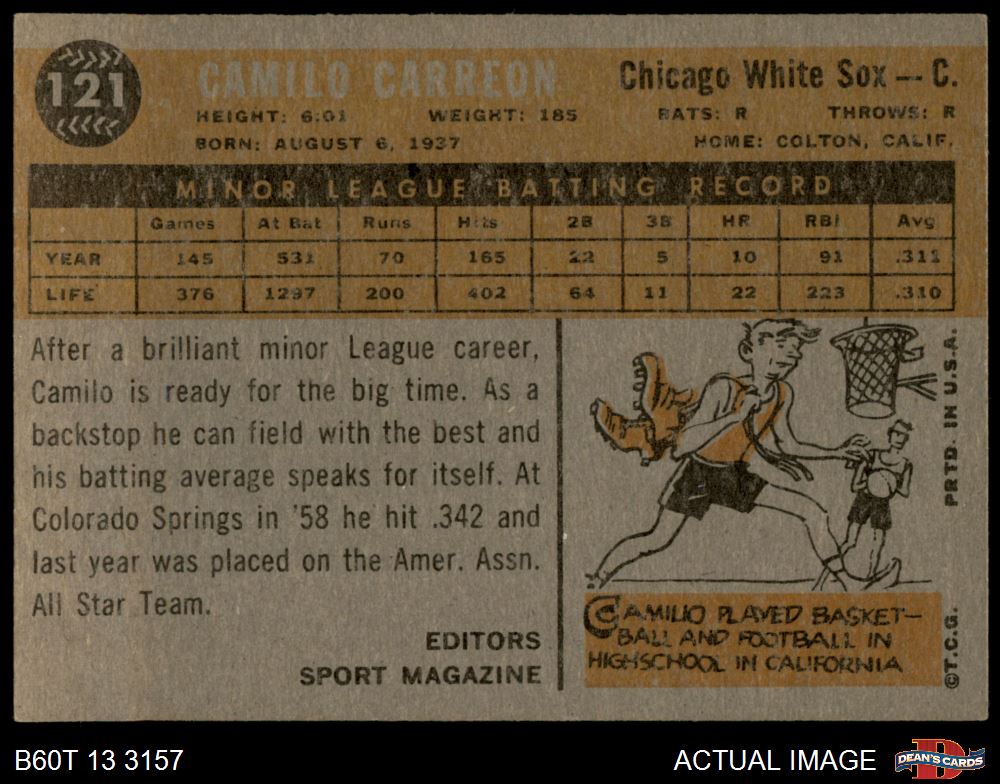 121
CAMILO CARREON
Chicago White Sox — C.
HEIGHT: 6:01 WEIGHT: 185 BATS: R THROWS: R
BORN: AUGUST 6, 1937 HOME: COLTON, CALIF.
MINOR LEAGUE BATTING RECORD
Games At Bat Runs Hits 2B 3B HR RBI Avg
YEAR 145 531 70 165 22 5 10 91 .311
LIFE 376 1297 200 402 64 11 22 223 .310
After a brilliant minor League career,
Camilo is ready for the big time. As a
backstop he can field with the best and
his batting average speaks for itself. At
Colorado Springs in '58 he hit .342 and
last year was placed on the Amer. Assn.
All Star Team.
EDITORS
SPORT MAGAZINE
CAMILIO PLAYED BASKET-
BALL AND FOOTBALL IN
HIGHSCHOOL IN CALIFORNIA
©T.C.G. PRTD. IN U.S.A.
B60T 13 3157
ACTUAL IMAGE
D
DEAN'S CARDS